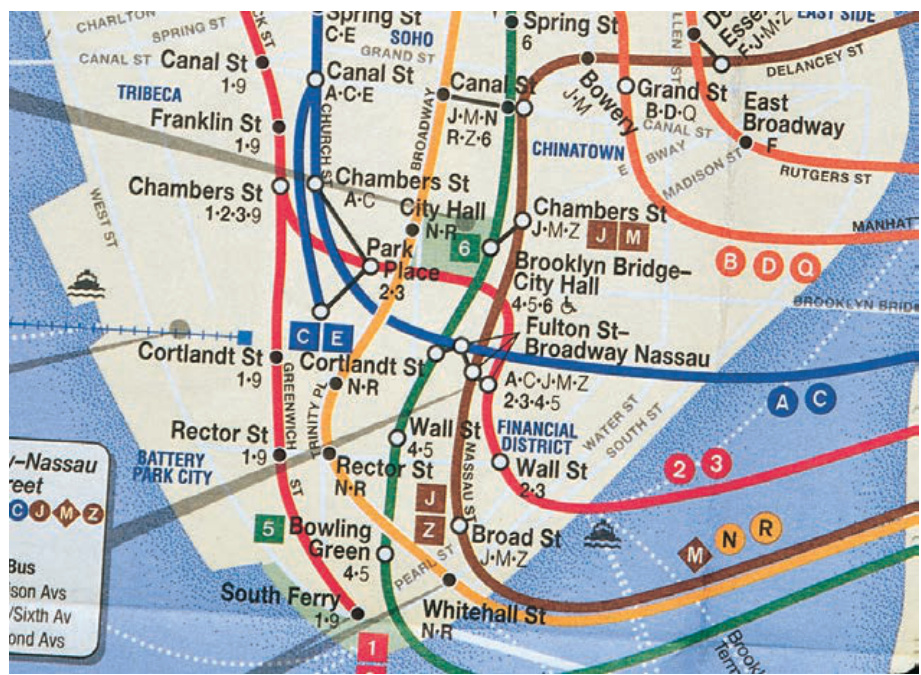 CHARLTON
SPRING ST
CANAL ST
Canal St
1•9
TRIBECA
Franklin St
1•9
Chambers St
1•2•3•9
WEST ST
Spring St
C•E
SOHO
GRAND ST
Canal St
A•C•E
CHURCH ST
Chambers St
A•C
BROADWAY
City Hall
N•R
Park
Place
2•3
C E
Spring St
6
Canal St
J•M•N
R•Z•6
6
Bowery
J•M
CHINATOWN
Chambers St
J•M•Z
J M
Brooklyn Bridge–
City Hall
4•5•6
Fulton St–
Broadway Nassau
A•C•J•M•Z
2•3•4•5
EAST SIDE
F•J•M•Z
DELANCEY ST
Grand St
B•D•Q
CANAL ST
BWAY
E
MADISON ST
East
Broadway
F
RUTGERS ST
MANHAT
B D Q
BROOKLYN BRID
A C
Cortlandt St
1•9
GREENWICH
ST
Cortlandt St
N•R
TRINITY PL
Rector St
1•9
BATTERY
PARK CITY
Rector St
N•R
Wall St
4•5
NASSAU ST
FINANCIAL
DISTRICT
WATER ST
SOUTH ST
Wall St
2•3
2 3
J
Z
Broad St
J•M•Z
M N R
5
Bowling
Green
4•5
PEARL ST
South Ferry
1•9
Whitehall St
N•R
1
y–Nassau
reet
C J M Z
Bus
son Avs
/Sixth Av
ond Avs